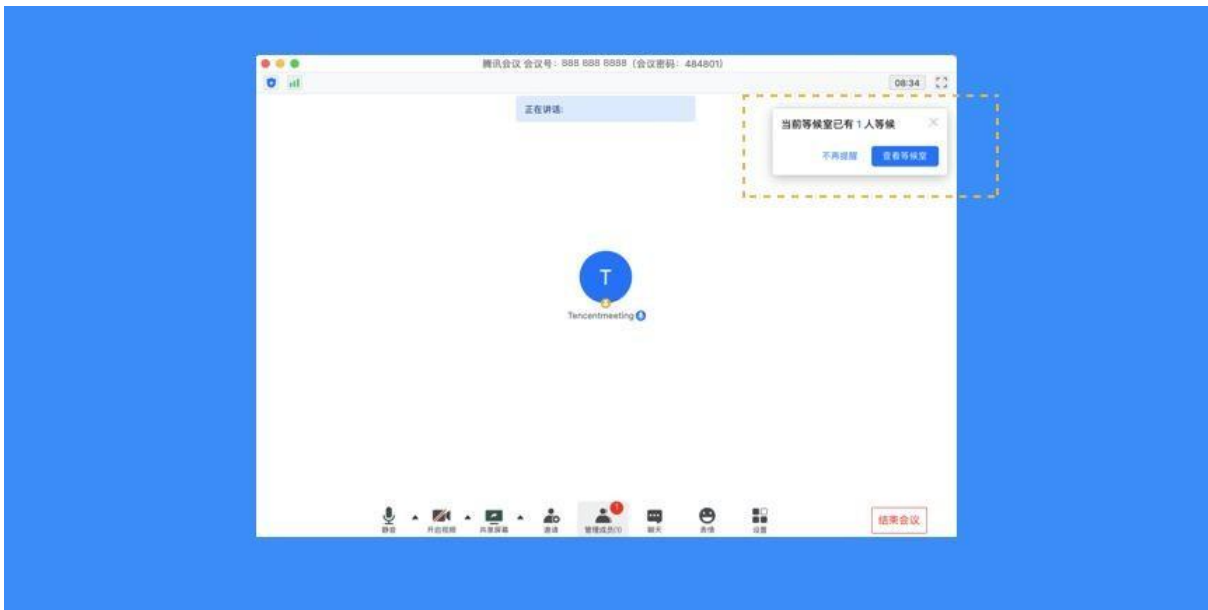 腾讯会议 会议号：888 888 8888（会议密码：484801）
08:34
正在讲话:
当前等候室已有1人等候
不再提醒
查看等候室
T
Tencentmeeting
静音
开启视频
共享屏幕
邀请
管理成员(1)
1
聊天
表情
设置
结束会议